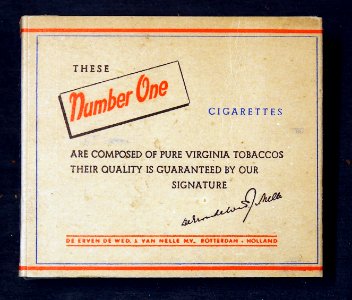 THESE
Number One
CIGARETTES
ARE COMPOSED OF PURE VIRGINIA TOBACCOS
THEIR QUALITY IS GUARANTEED BY OUR
SIGNATURE
DE ERVEN DE WED. J. VAN NELLE N.V. ROTTERDAM - HOLLAND